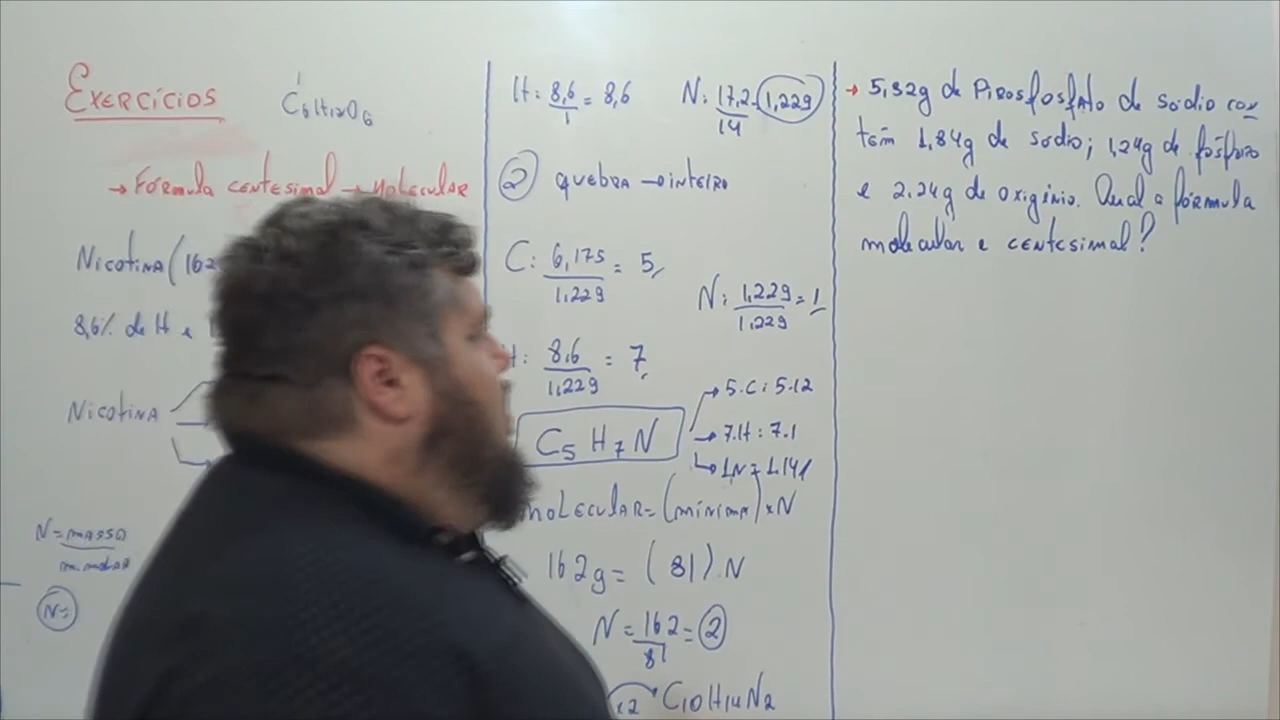 EXERCÍCIOS
1
C6H12O6
→ Fórmula centesimal → Molecular
Nicotina (162
8,6% de H e
Nicotina
N = massa
m. molar
N=
H: 8,6 = 8,6
1
N: 17,2 = 1,229
14
2 quebra → inteiro
C: 6,175 = 5
1,229
N: 1,229 = 1
1,229
H: 8,6 = 7
1,229
C5H7N
→ 5.C: 5.12
→ 7.H: 7.1
molecular = (mínima) x N
162g = (81).N
N = 162 = 2
81
x2 C10H14N2
→ 5,32g de Pirosfosfato de sódio con
têm 1,84g de sódio; 1,24g de fósforo
e 2.24g de oxigênio. Qual a fórmula
molecular e centesimal?